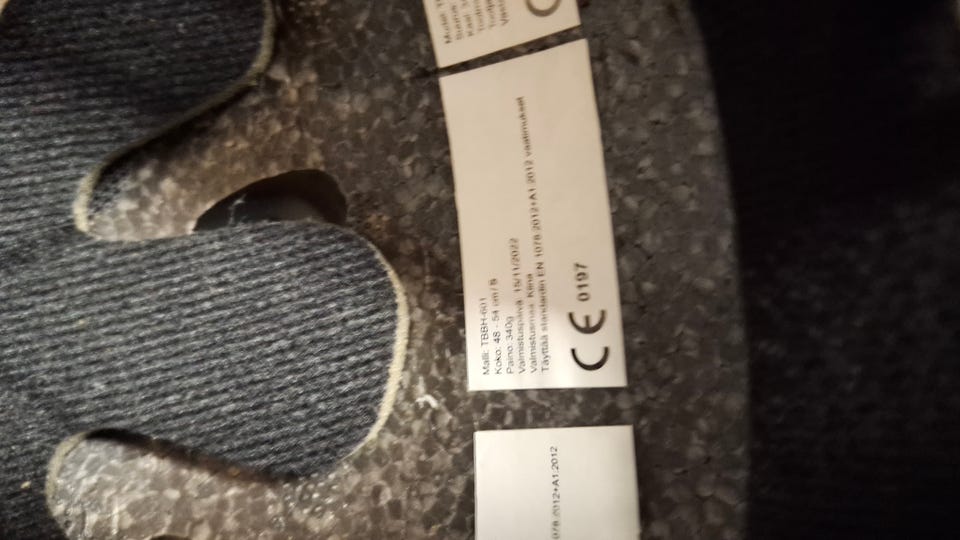 Malli: TBBH-601
Koko: 48 - 54 cm / S
Paino: 340g
Valmistuspäivä: 15/11/2022
Valmistusmaa: Kiina
Täyttää standardin EN 1078:2012+A1:2012 vaatimukset
CE 0197
078:2012+A1:2012